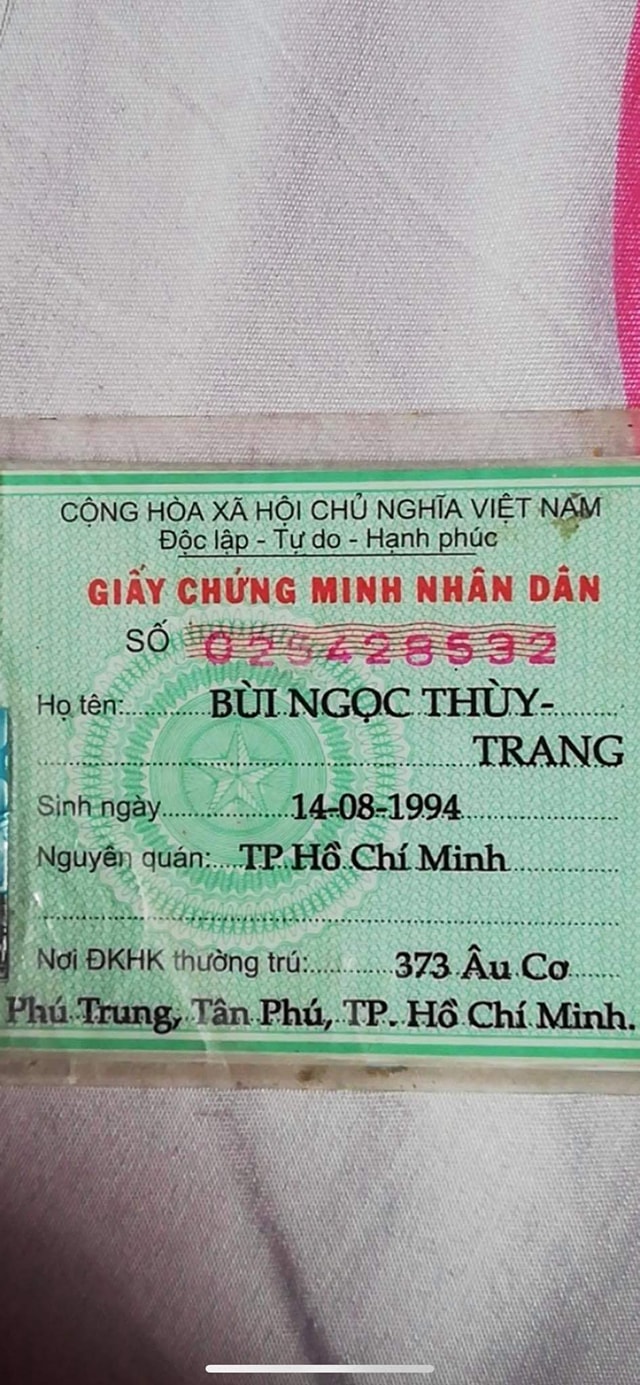 CỘNG HÒA XÃ HỘI CHỦ NGHĨA VIỆT NAM
Độc lập - Tự do - Hạnh phúc
GIẤY CHỨNG MINH NHÂN DÂN
SỐ 025428532
Họ tên: BÙI NGỌC THÙY-
TRANG
Sinh ngày 14-08-1994
Nguyên quán: TP.Hồ Chí Minh
Nơi ĐKHK thường trú: 373 Âu Cơ
Phú Trung, Tân Phú, TP. Hồ Chí Minh.